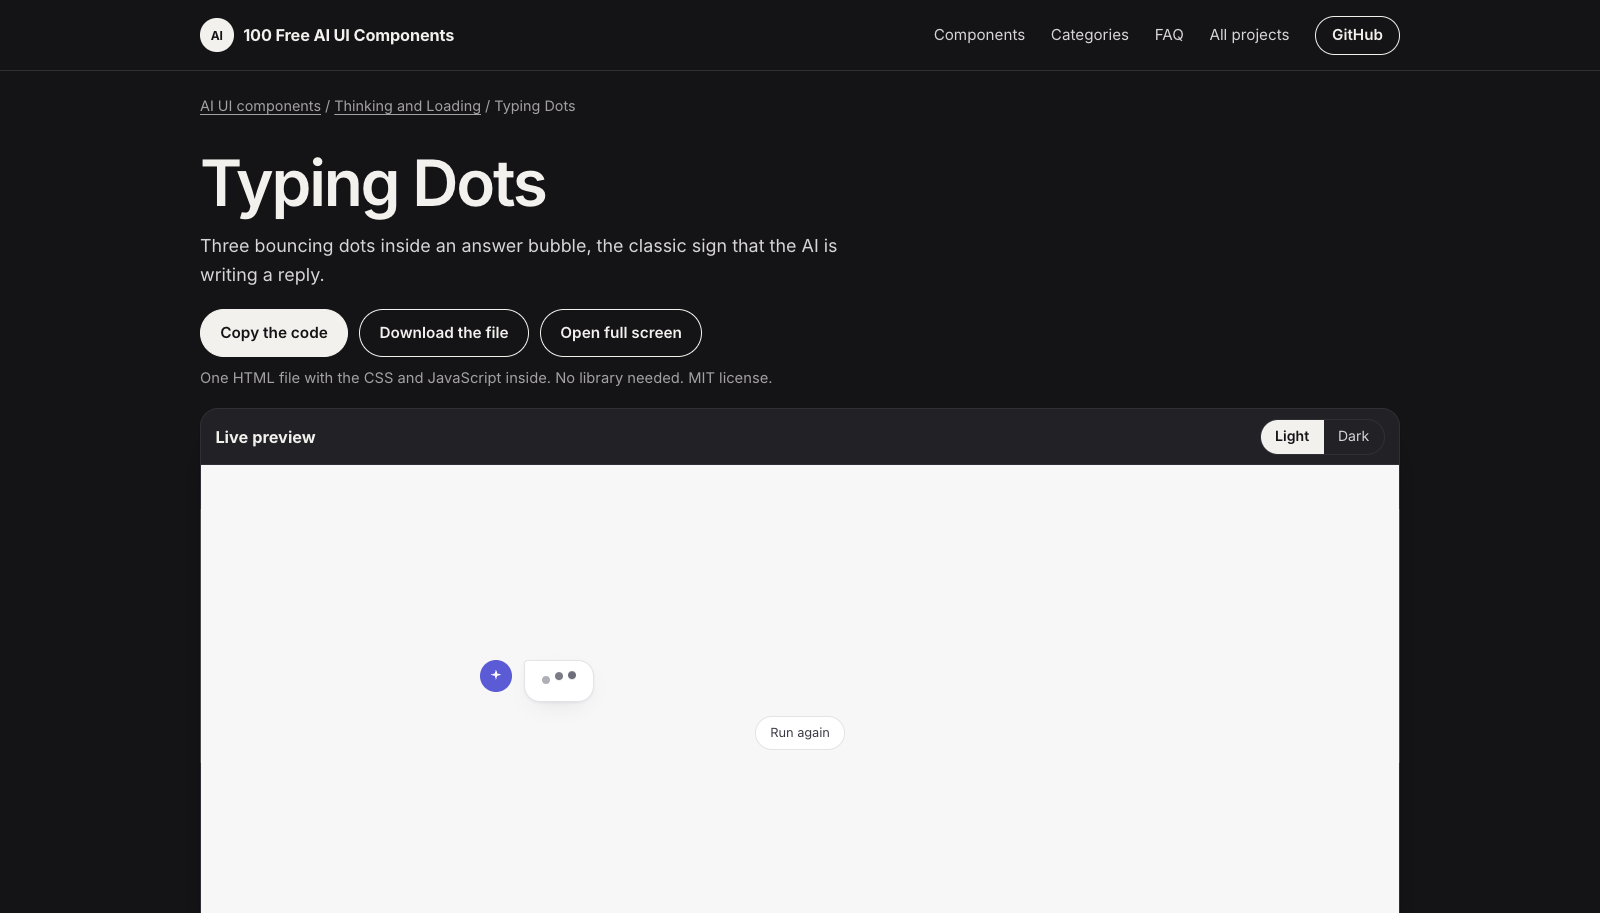 AI
100 Free AI UI Components
Components
Categories
FAQ
All projects
GitHub
AI UI components / Thinking and Loading / Typing Dots
Typing Dots
Three bouncing dots inside an answer bubble, the classic sign that the AI is
writing a reply.
Copy the code
Download the file
Open full screen
One HTML file with the CSS and JavaScript inside. No library needed. MIT license.
Live preview
Light
Dark
Run again